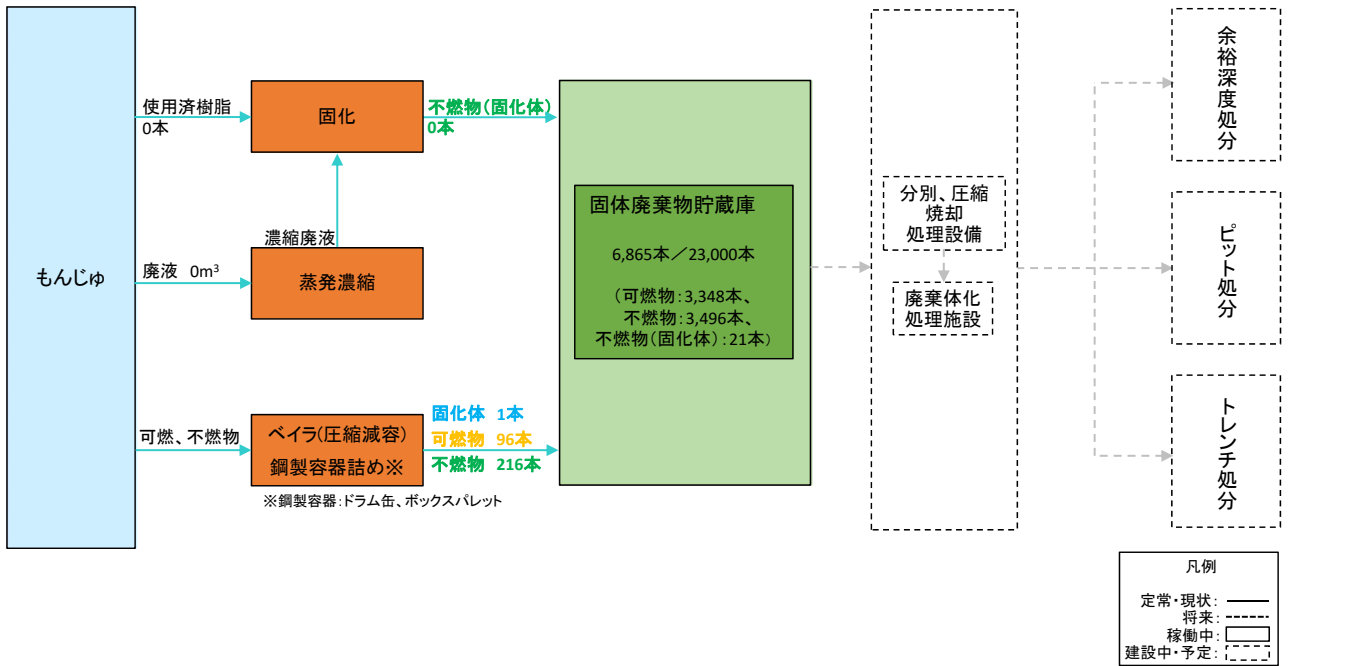 もんじゅ
使用済樹脂
0本
固化
不燃物(固化体)
0本
濃縮廃液
廃液 0m³
蒸発濃縮
可燃、不燃物
ベイラ(圧縮減容)
鋼製容器詰め※
※鋼製容器:ドラム缶、ボックスパレット
固化体 1本
可燃物 96本
不燃物 216本
固体廃棄物貯蔵庫
6,865本/23,000本
(可燃物:3,348本、
不燃物:3,496本、
不燃物(固化体):21本)
分別、圧縮
焼却
処理設備
廃棄体化
処理施設
余裕深度処分
ピット処分
トレンチ処分
凡例
定常・現状:
将来:
稼働中:
建設中・予定: